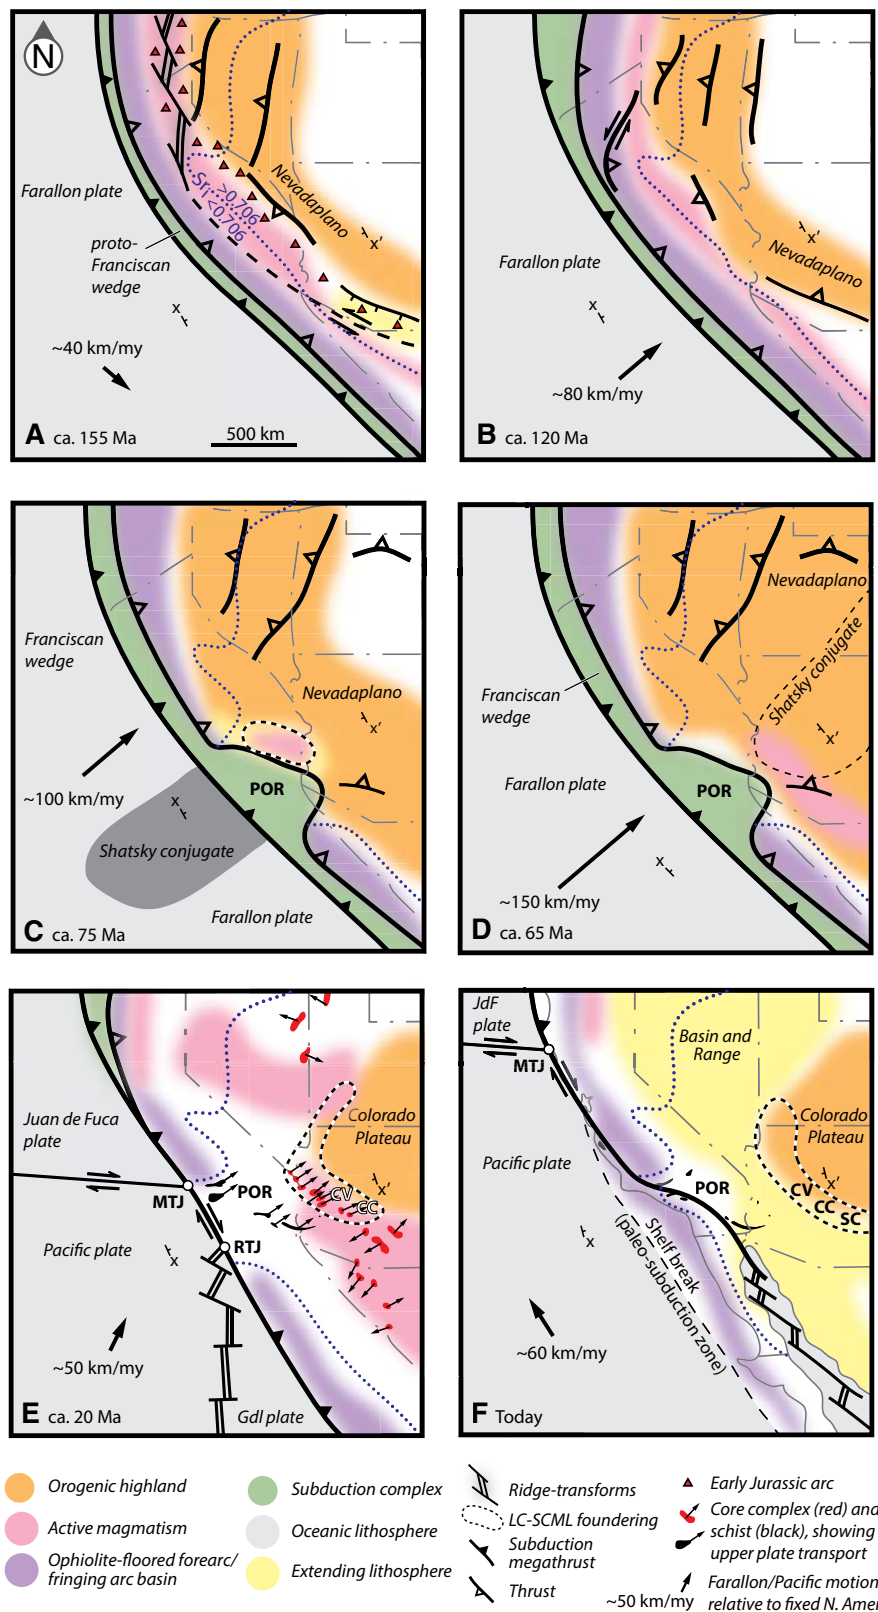 N
Farallon plate
proto-
Franciscan
wedge
Sri >0.706
<0.706
Nevadaplano
x'
x
~40 km/my
500 km
A ca. 155 Ma
Farallon plate
x'
Nevadaplano
x
~80 km/my
B ca. 120 Ma
Franciscan
wedge
Nevadaplano
x'
POR
~100 km/my
x
Shatsky conjugate
Farallon plate
C ca. 75 Ma
Nevadaplano
Shatsky conjugate
Franciscan
wedge
x'
Farallon plate
POR
x
~150 km/my
D ca. 65 Ma
Juan de Fuca
plate
Colorado
Plateau
MTJ
POR
CV
CC
x'
Pacific plate
x
RTJ
~50 km/my
Gdl plate
E ca. 20 Ma
JdF
plate
MTJ
Basin and
Range
Colorado
Plateau
Pacific plate
POR
CV
x'
CC
SC
x
Shelf break
(paleo-subduction zone)
~60 km/my
F Today
Orogenic highland
Active magmatism
Ophiolite-floored forearc/
fringing arc basin
Subduction complex
Oceanic lithosphere
Extending lithosphere
Ridge-transforms
LC-SCML foundering
Subduction
megathrust
Thrust
Early Jurassic arc
Core complex (red) and
schist (black), showing
upper plate transport
~50 km/my
Farallon/Pacific motion
relative to fixed N. Amer